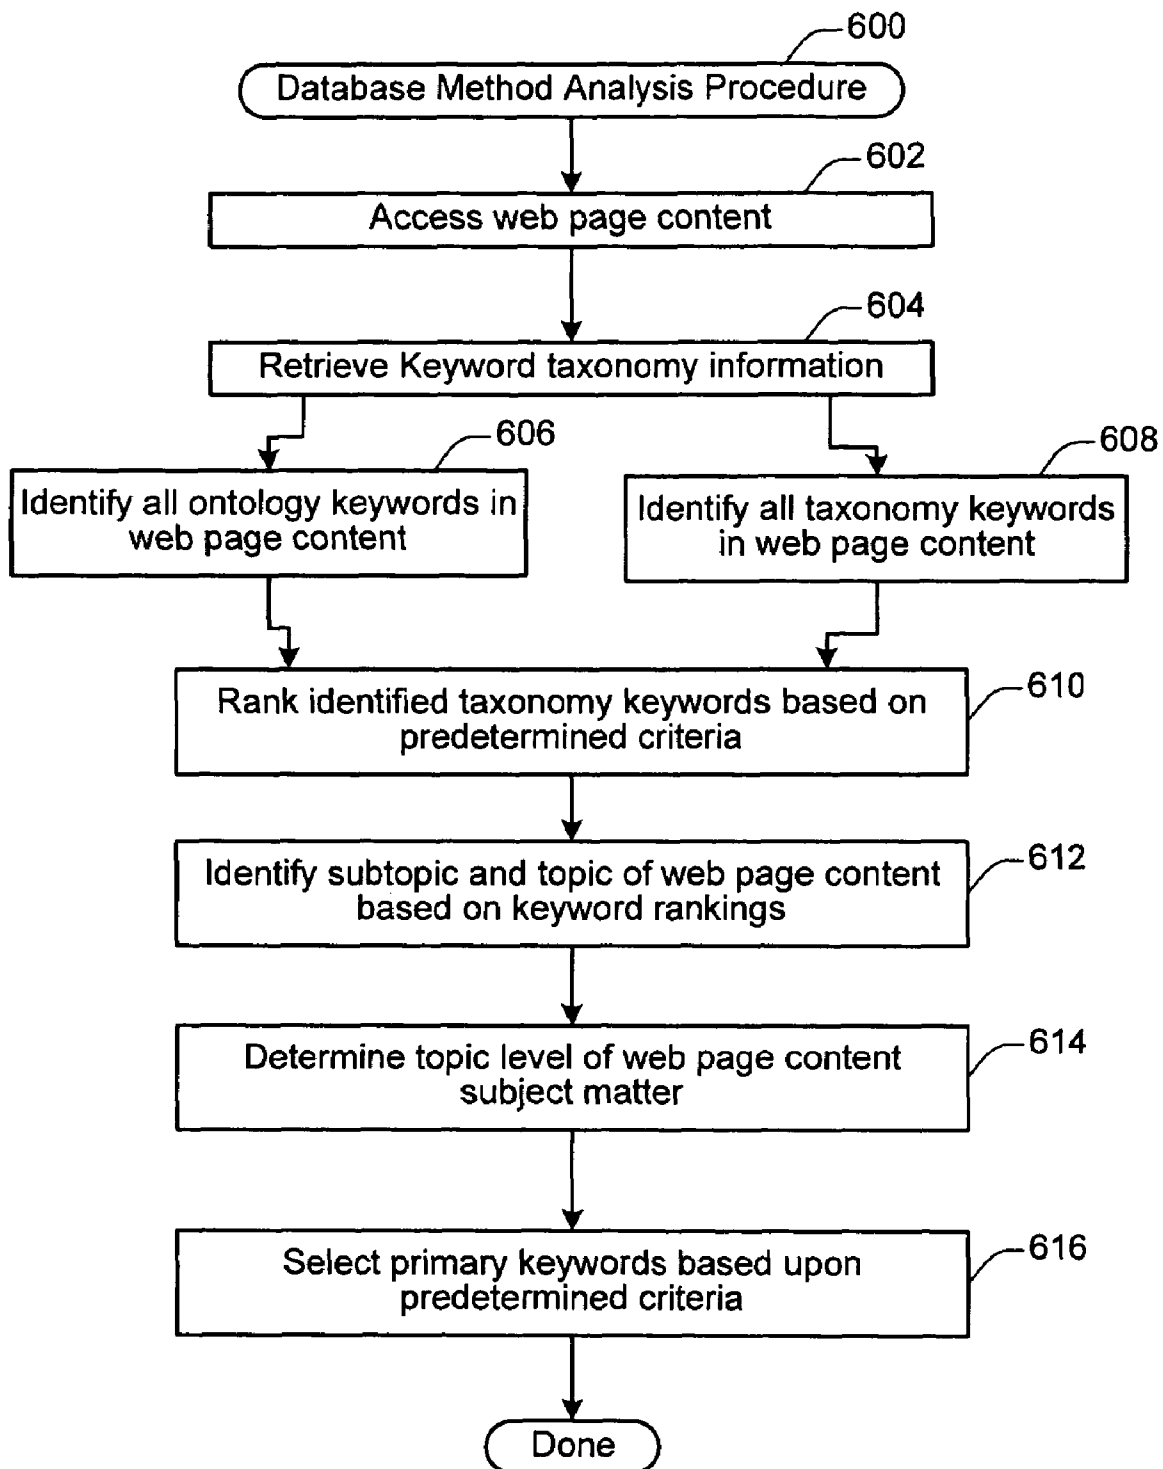 600
Database Method Analysis Procedure
602
Access web page content
604
Retrieve Keyword taxonomy information
606
608
Identify all ontology keywords in
web page content
Identify all taxonomy keywords
in web page content
610
Rank identified taxonomy keywords based on
predetermined criteria
612
Identify subtopic and topic of web page content
based on keyword rankings
614
Determine topic level of web page content
subject matter
616
Select primary keywords based upon
predetermined criteria
Done